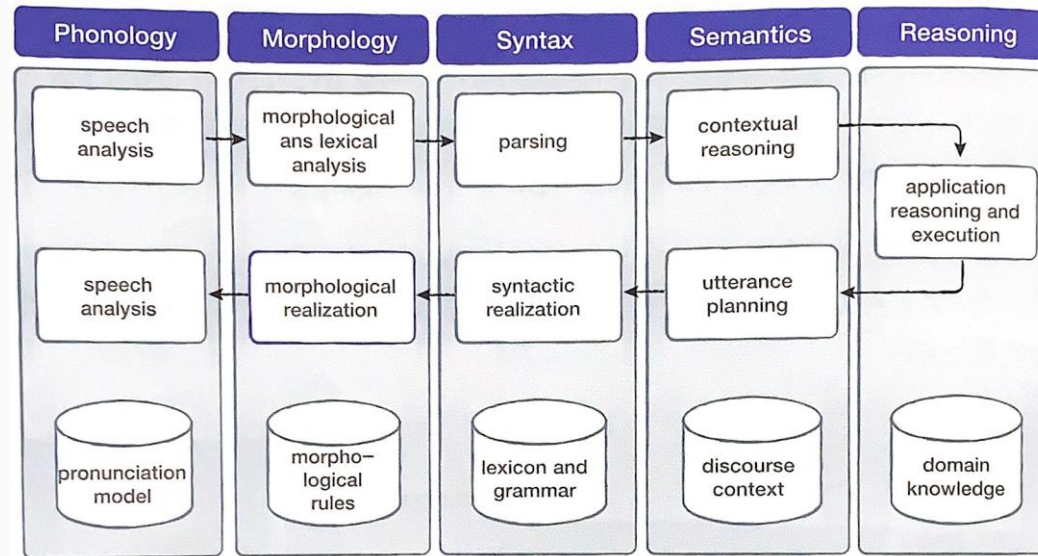 Phonology
Morphology
Syntax
Semantics
Reasoning
speech
analysis
morphological
ans lexical
analysis
parsing
contextual
reasoning
application
reasoning and
execution
speech
analysis
morphological
realization
syntactic
realization
utterance
planning
pronunciation
model
morpho–
logical
rules
lexicon and
grammar
discourse
context
domain
knowledge